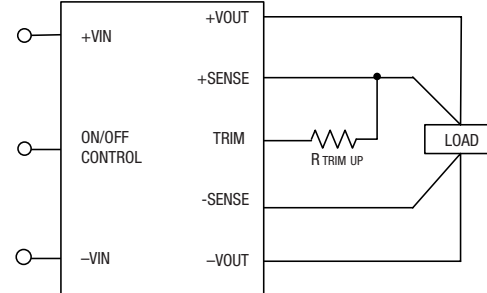 +VOUT
+VIN
+SENSE
ON/OFF
CONTROL
TRIM
LOAD
R TRIM UP
-SENSE
–VIN
–VOUT